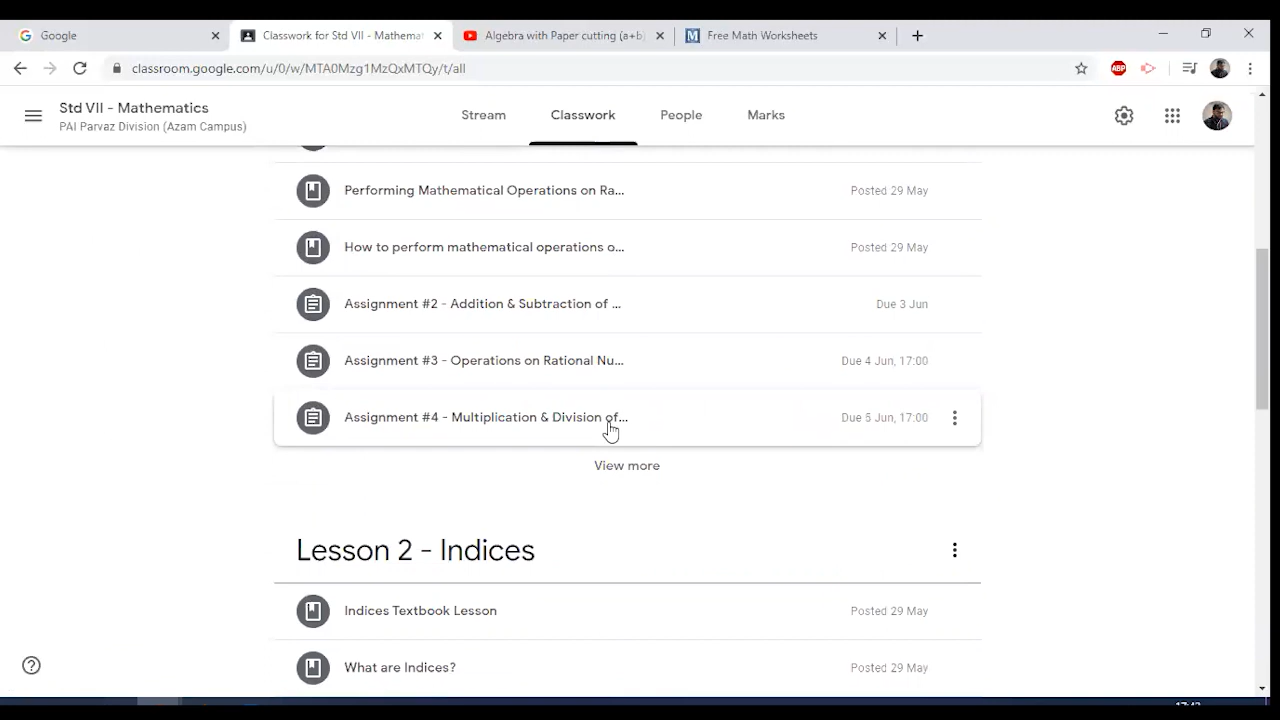 Google
Classwork for Std VII - Mathemat
Algebra with Paper cutting (a+b)
Free Math Worksheets
classroom.google.com/u/0/w/MTA0Mzg1MzQxMTQy/t/all
ABP
Std VII - Mathematics
PAI Parvaz Division (Azam Campus)
Stream
Classwork
People
Marks
Performing Mathematical Operations on Ra...
Posted 29 May
How to perform mathematical operations o...
Posted 29 May
Assignment #2 - Addition & Subtraction of ...
Due 3 Jun
Assignment #3 - Operations on Rational Nu...
Due 4 Jun, 17:00
Assignment #4 - Multiplication & Division of...
Due 5 Jun, 17:00
View more
Lesson 2 - Indices
Indices Textbook Lesson
Posted 29 May
What are Indices?
Posted 29 May